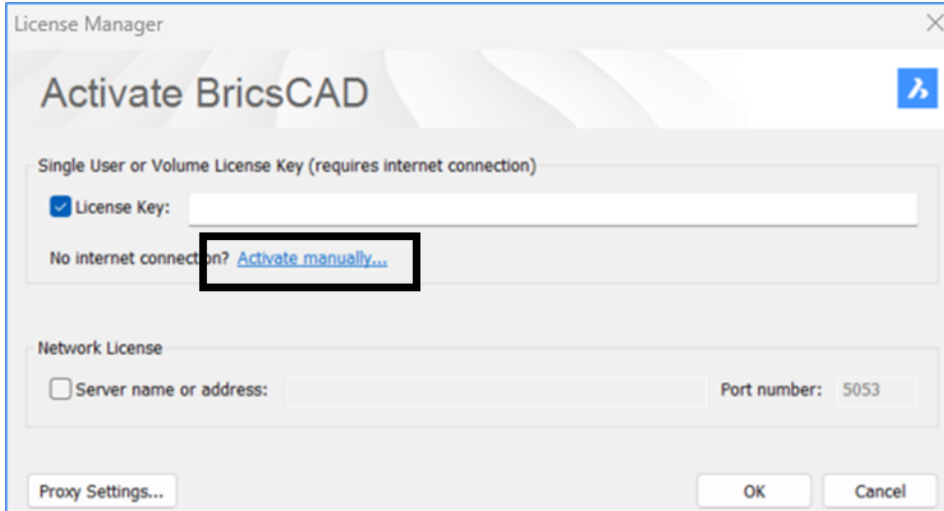 License Manager
Activate BricsCAD
Single User or Volume License Key (requires internet connection)
License Key:
No internet connection? Activate manually...
Network License
Server name or address: Port number: 5053
Proxy Settings... OK Cancel